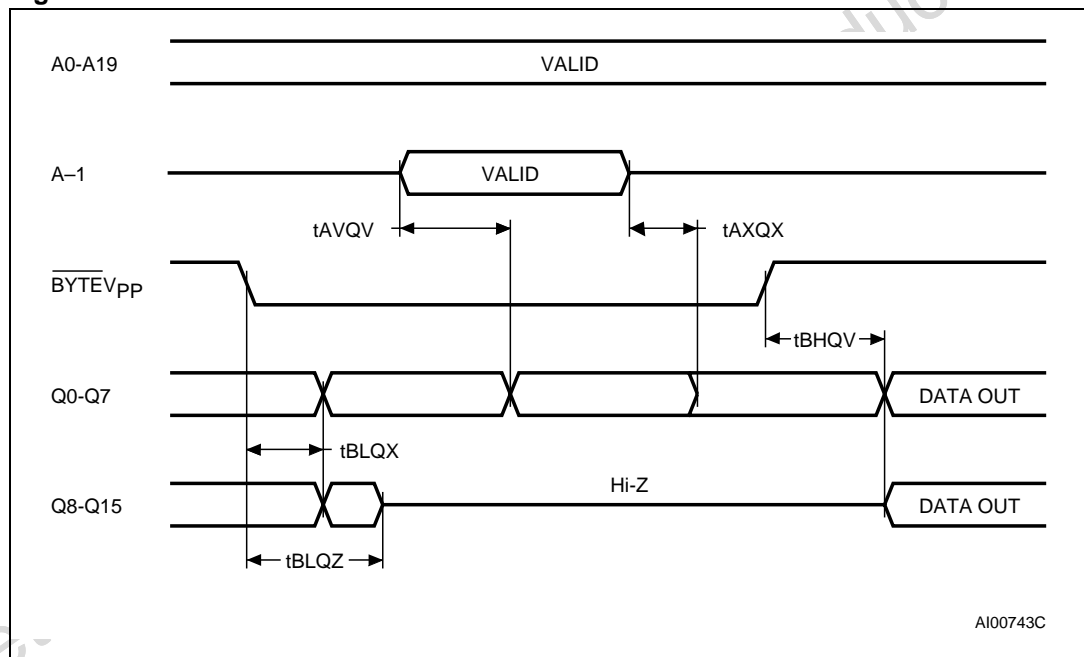 A0-A19 VALID
A–1 VALID
tAVQV tAXQX
BYTEVPP
tBHQV
Q0-Q7 DATA OUT
tBLQX
Hi-Z
Q8-Q15 DATA OUT
tBLQZ
AI00743C